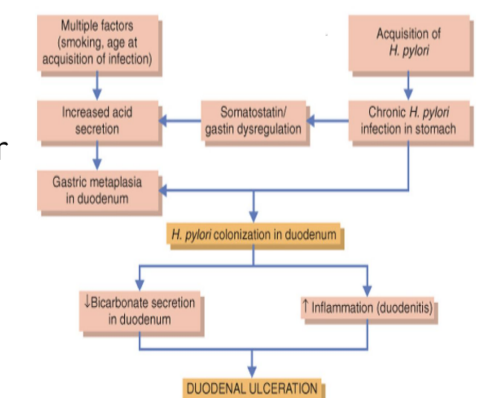 Multiple factors
(smoking, age at
acquisition of infection)
Acquisition of
H. pylori
Increased acid
secretion
Somatostatin/
gastin dysregulation
Chronic H. pylori
infection in stomach
r
Gastric metaplasia
in duodenum
H. pylori colonization in duodenum
↓Bicarbonate secretion
in duodenum
↑ Inflammation (duodenitis)
DUODENAL ULCERATION